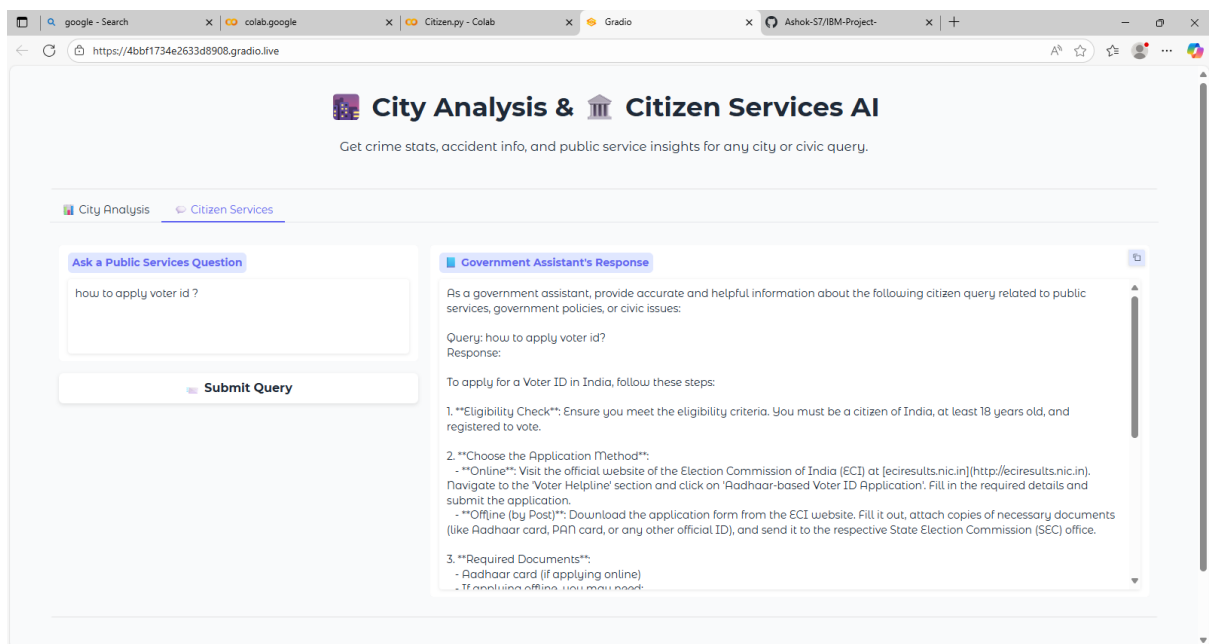 google - Search
colab.google
Citizen.py - Colab
Gradio
Ashok-S7/IBM-Project-
https://4bbf1734e2633d8908.gradio.live
City Analysis & Citizen Services AI
Get crime stats, accident info, and public service insights for any city or civic query.
City Analysis
Citizen Services
Ask a Public Services Question
how to apply voter id ?
Submit Query
Government Assistant's Response
As a government assistant, provide accurate and helpful information about the following citizen query related to public
services, government policies, or civic issues:
Query: how to apply voter id?
Response:
To apply for a Voter ID in India, follow these steps:
1. **Eligibility Check**: Ensure you meet the eligibility criteria. You must be a citizen of India, at least 18 years old, and
registered to vote.
2. **Choose the Application Method**:
- **Online**: Visit the official website of the Election Commission of India (ECI) at [eciresults.nic.in](http://eciresults.nic.in).
Navigate to the 'Voter Helpline' section and click on 'Aadhaar-based Voter ID Application'. Fill in the required details and
submit the application.
- **Offline (by Post)**: Download the application form from the ECI website. Fill it out, attach copies of necessary documents
(like Aadhaar card, PAN card, or any other official ID), and send it to the respective State Election Commission (SEC) office.
3. **Required Documents**:
- Aadhaar card (if applying online)
- If applying offline, you may need: